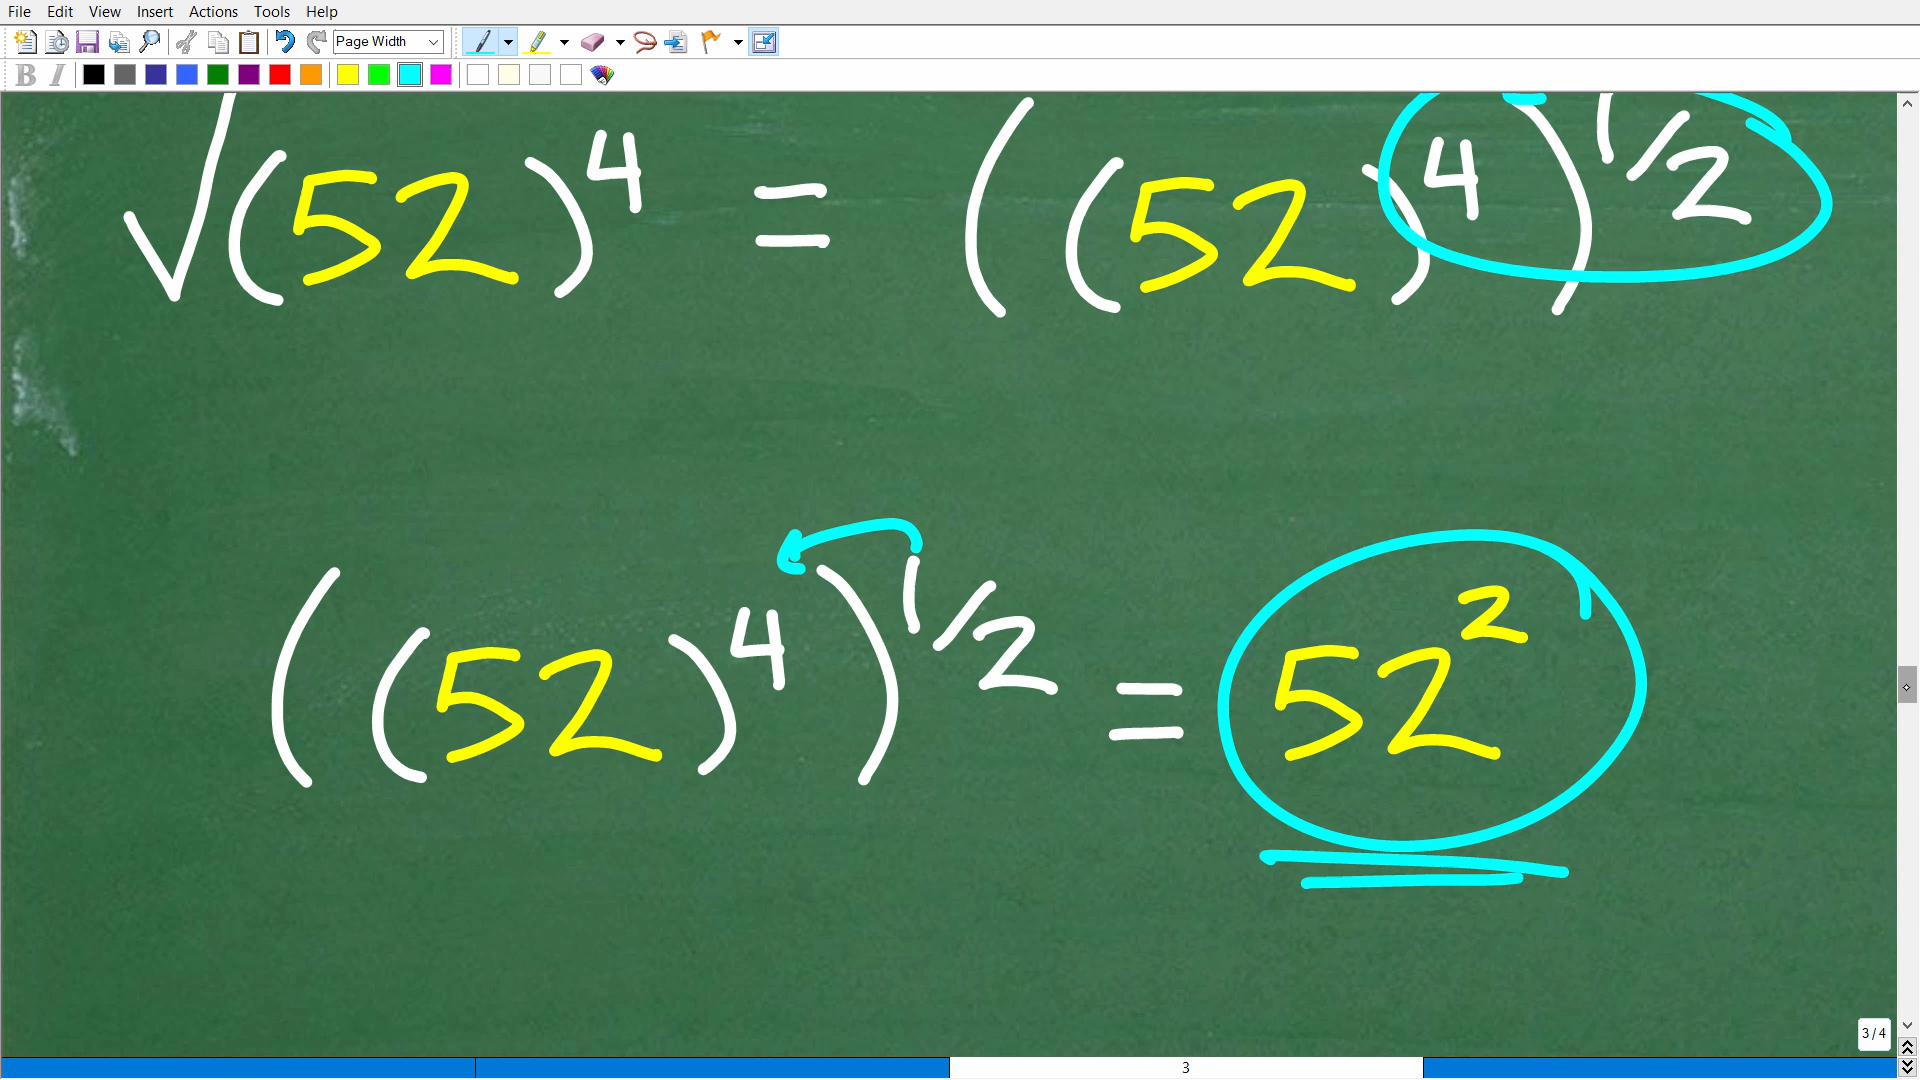 File Edit View Insert Actions Tools Help
Page Width
B I
√(52)⁴ = ((52)⁴)^1/2
((52)⁴)^1/2 = 52²
3 / 4
3